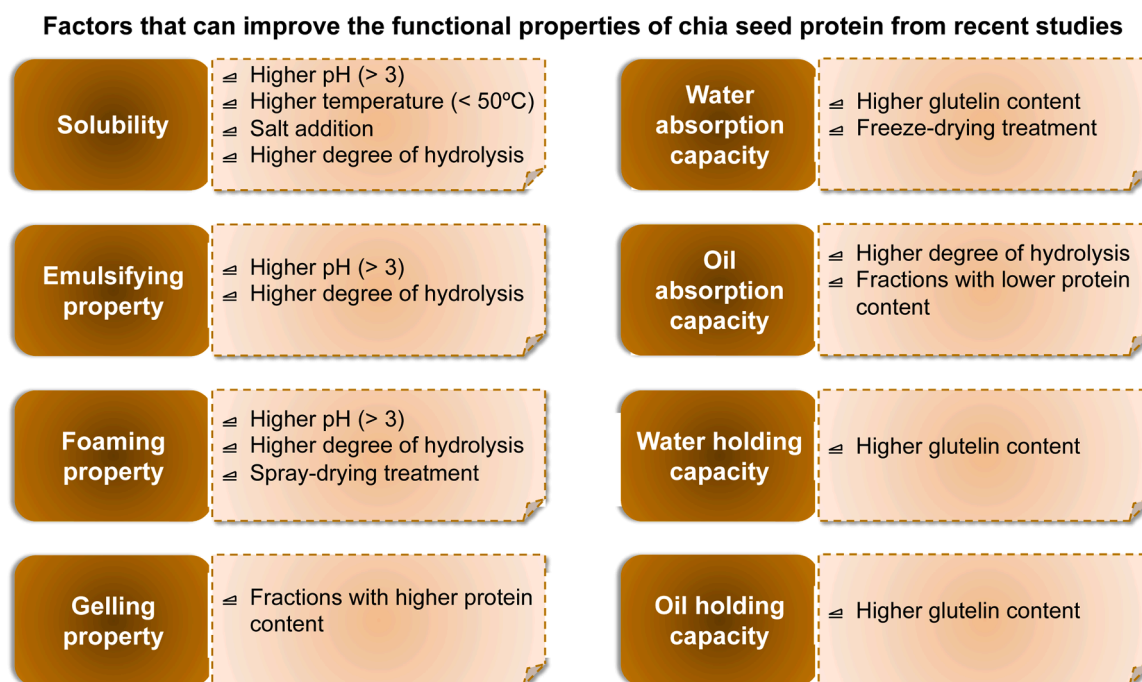 Factors that can improve the functional properties of chia seed protein from recent studies
Solubility
Higher pH (> 3)
Higher temperature (< 50ºC)
Salt addition
Higher degree of hydrolysis
Emulsifying
property
Higher pH (> 3)
Higher degree of hydrolysis
Foaming
property
Higher pH (> 3)
Higher degree of hydrolysis
Spray-drying treatment
Gelling
property
Fractions with higher protein
content
Water
absorption
capacity
Higher glutelin content
Freeze-drying treatment
Oil
absorption
capacity
Higher degree of hydrolysis
Fractions with lower protein
content
Water holding
capacity
Higher glutelin content
Oil holding
capacity
Higher glutelin content